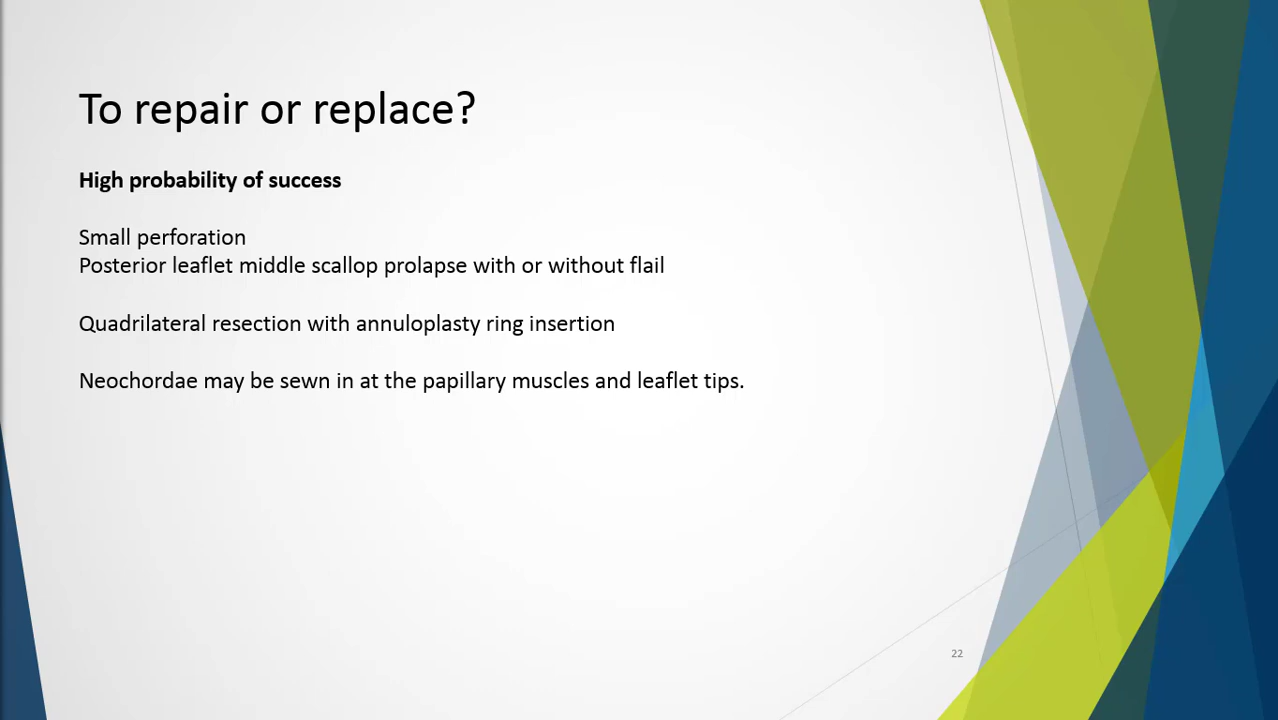 To repair or replace?
High probability of success
Small perforation
Posterior leaflet middle scallop prolapse with or without flail
Quadrilateral resection with annuloplasty ring insertion
Neochordae may be sewn in at the papillary muscles and leaflet tips.
22